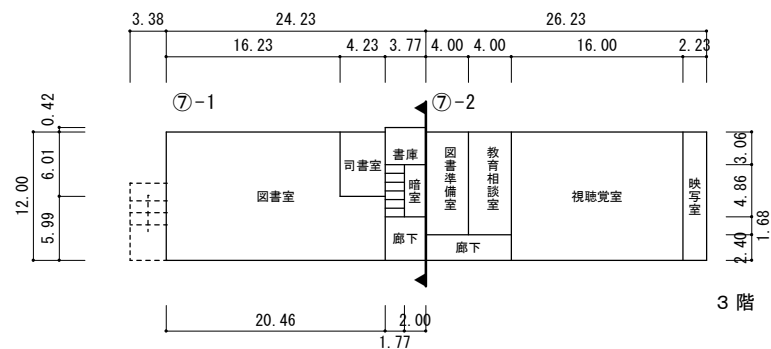 3.38
24.23
26.23
16.23
4.23
3.77
4.00
4.00
16.00
2.23
⑦-1
⑦-2
0.42
6.01
12.00
5.99
司書室
書庫
暗室
図書室
廊下
図書準備室
教育相談室
廊下
視聴覚室
映写室
3.06
4.86
1.68
2.40
3 階
20.46
2.00
1.77